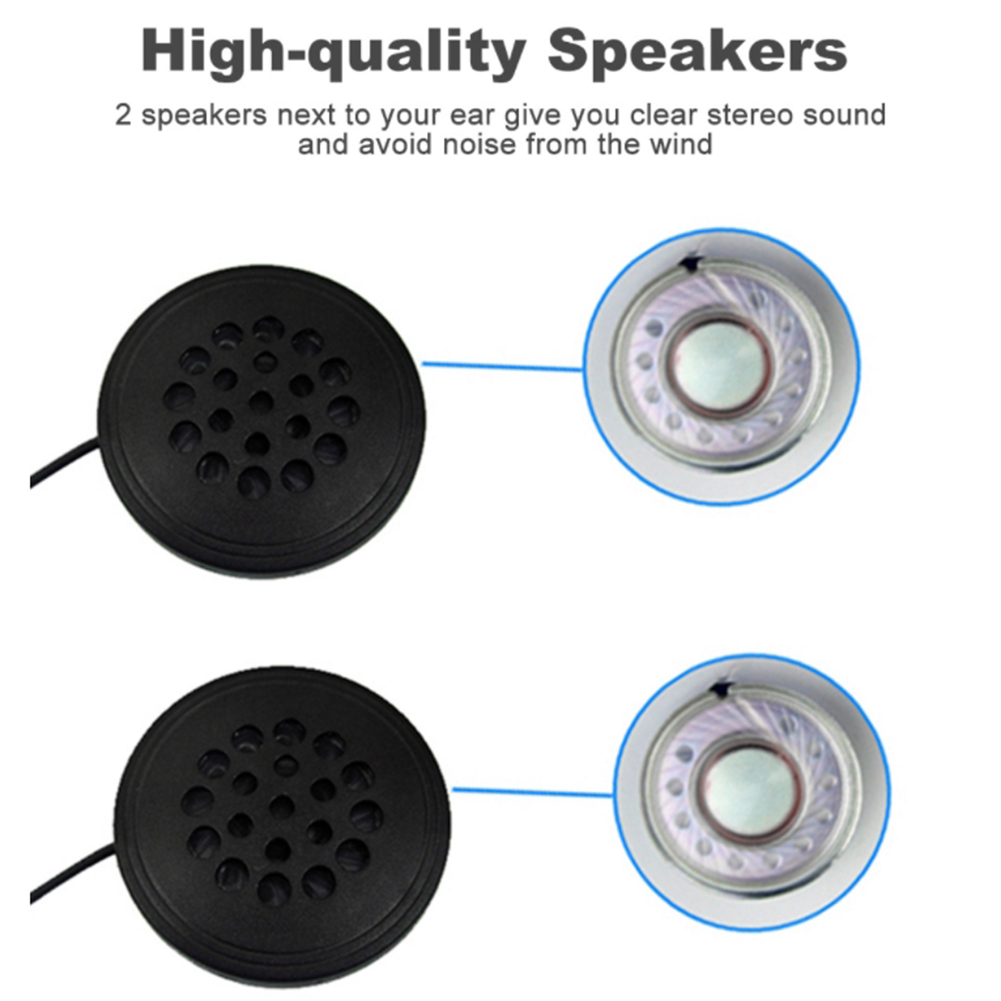 High-quality Speakers
2 speakers next to your ear give you clear stereo sound
and avoid noise from the wind